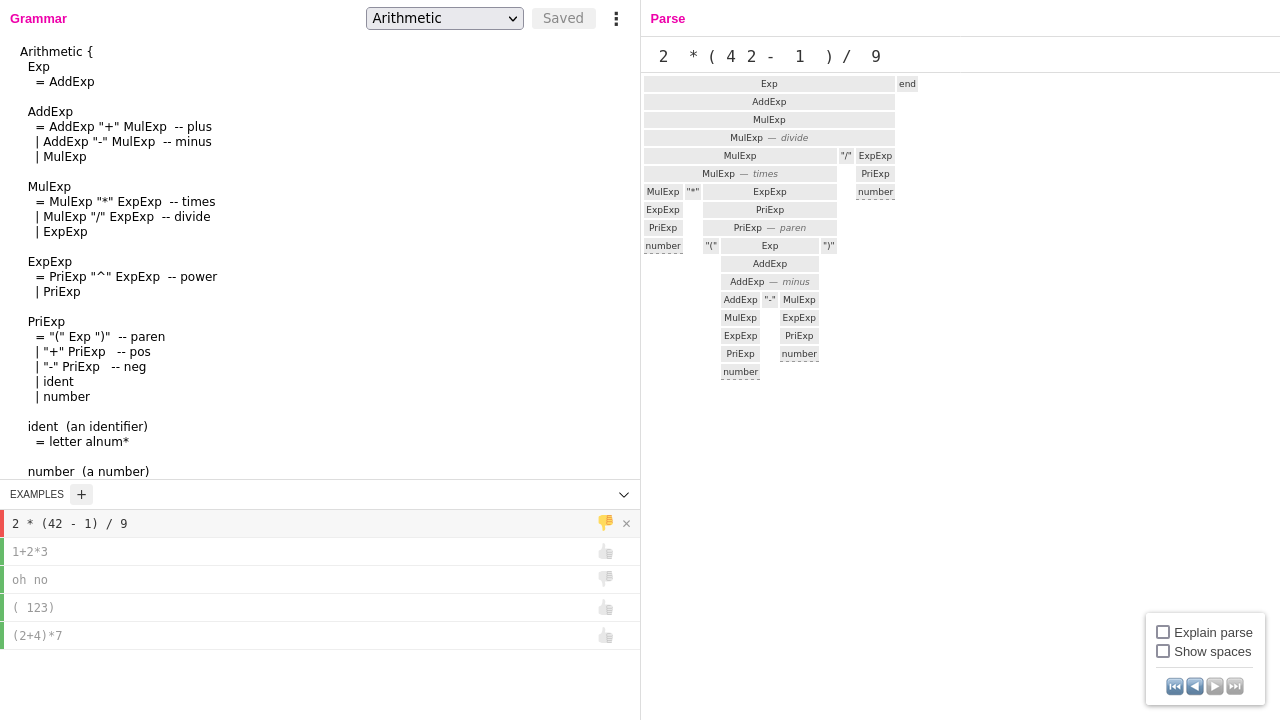 Grammar
Arithmetic
Saved
Arithmetic {
Exp
= AddExp
AddExp
= AddExp "+" MulExp -- plus
| AddExp "-" MulExp -- minus
| MulExp
MulExp
= MulExp "*" ExpExp -- times
| MulExp "/" ExpExp -- divide
| ExpExp
ExpExp
= PriExp "^" ExpExp -- power
| PriExp
PriExp
= "(" Exp ")" -- paren
| "+" PriExp -- pos
| "-" PriExp -- neg
| ident
| number
ident (an identifier)
= letter alnum*
number (a number)
EXAMPLES +
2 * (42 - 1) / 9
1+2*3
oh no
( 123)
(2+4)*7
Parse
2 * ( 4 2 - 1 ) / 9
Exp end
AddExp
MulExp
MulExp — divide
MulExp "/" ExpExp
MulExp — times PriExp
MulExp "*" ExpExp number
ExpExp PriExp
PriExp PriExp — paren
number "(" Exp ")"
AddExp
AddExp — minus
AddExp "-" MulExp
MulExp ExpExp
ExpExp PriExp
PriExp number
number
Explain parse
Show spaces